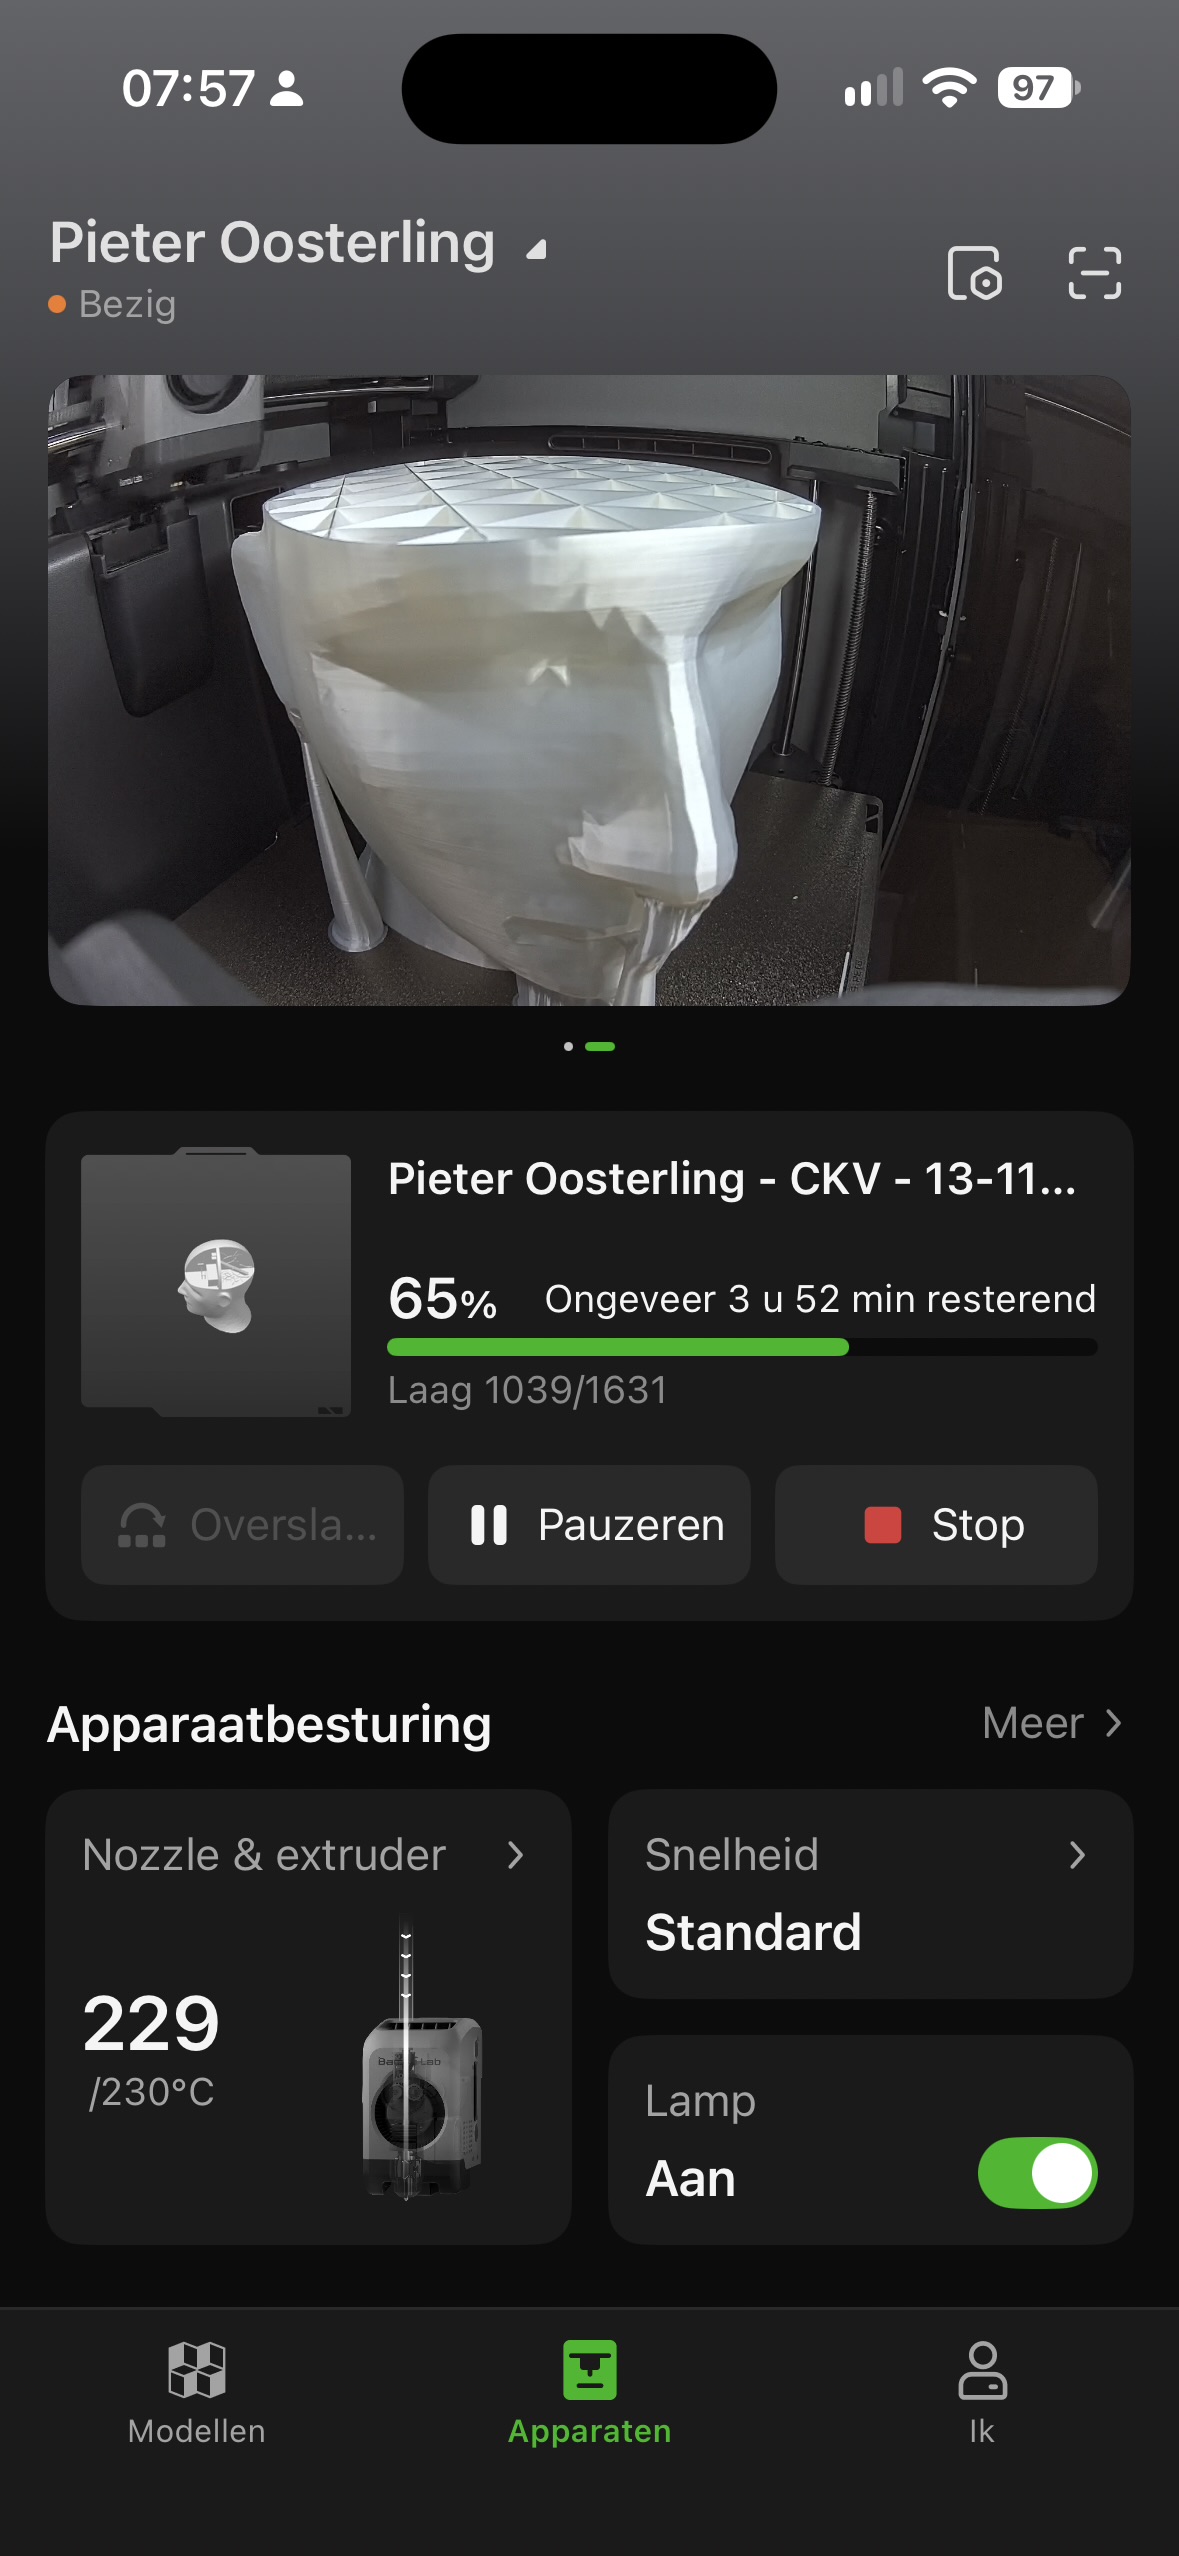 07:57
97
Pieter Oosterling
Bezig
Pieter Oosterling - CKV - 13-11...
65% Ongeveer 3 u 52 min resterend
Laag 1039/1631
Oversla...
Pauzeren
Stop
Apparaatbesturing
Meer
Nozzle & extruder
229
/230°C
Snelheid
Standard
Lamp
Aan
Modellen
Apparaten
Ik